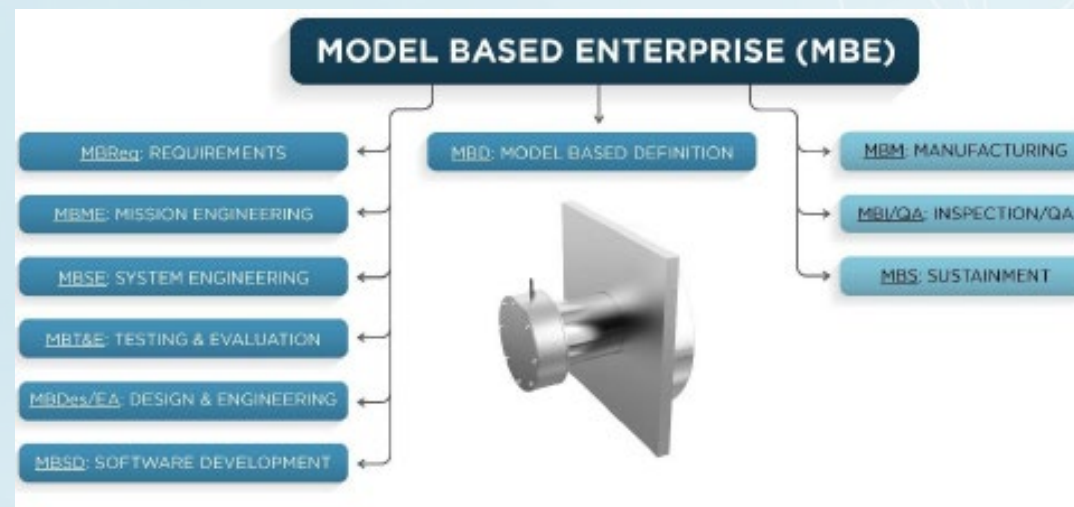 MODEL BASED ENTERPRISE (MBE)
MBReq: REQUIREMENTS
MBME: MISSION ENGINEERING
MBSE: SYSTEM ENGINEERING
MBT&E: TESTING & EVALUATION
MBDes/EA: DESIGN & ENGINEERING
MBSD: SOFTWARE DEVELOPMENT
MBD: MODEL BASED DEFINITION
MBM: MANUFACTURING
MBI/QA: INSPECTION/QA
MBS: SUSTAINMENT